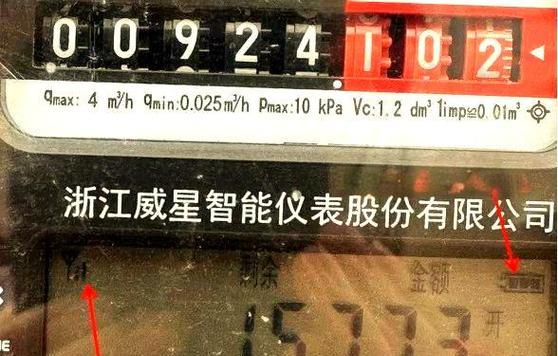 00924102
qmax: 4 m³/h qmin:0.025m³/h Pmax:10 kPa Vc:1.2 dm³ 1imp≌0.01m³
浙江威星智能仪表股份有限公司
剩余 金额
15773 开